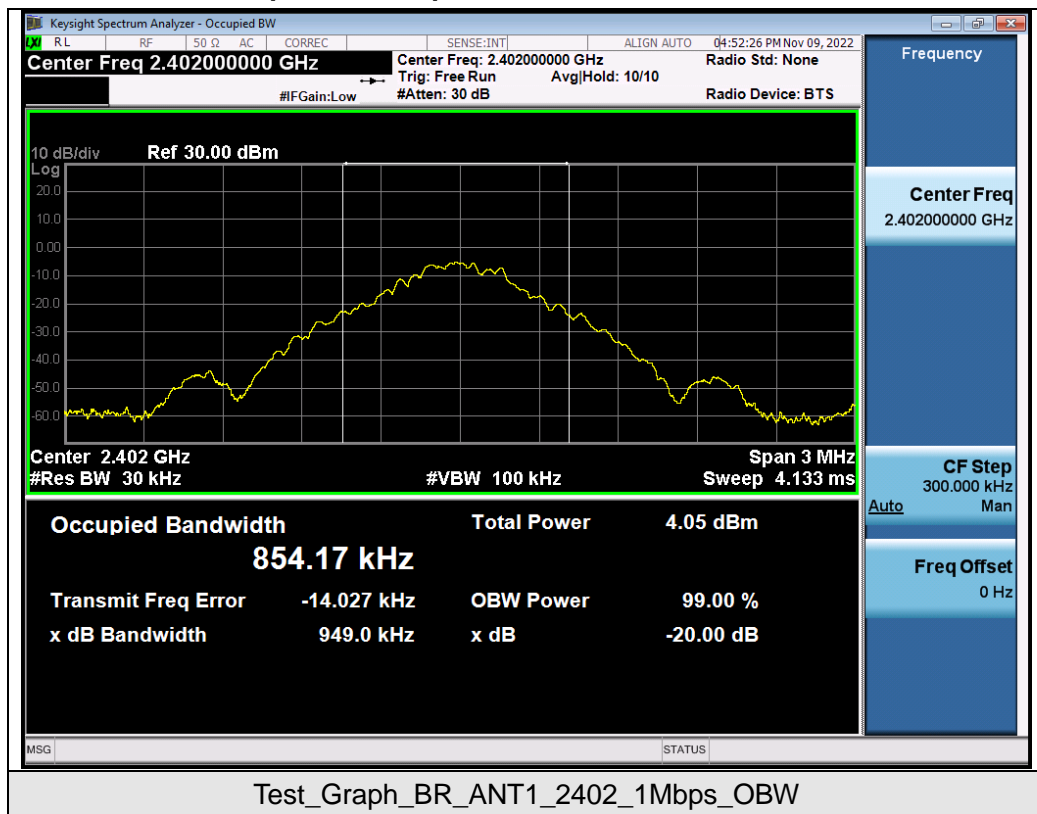 Keysight Spectrum Analyzer - Occupied BW
LXI RL RF 50 Ω AC CORREC SENSE:INT ALIGN AUTO 04:52:26 PM Nov 09, 2022
Center Freq 2.402000000 GHz
#IFGain:Low
Center Freq: 2.402000000 GHz
Trig: Free Run Avg|Hold: 10/10
#Atten: 30 dB
Radio Std: None
Radio Device: BTS
10 dB/div Ref 30.00 dBm
Log
20.0
10.0
0.00
-10.0
-20.0
-30.0
-40.0
-50.0
-60.0
Center 2.402 GHz Span 3 MHz
#Res BW 30 kHz #VBW 100 kHz Sweep 4.133 ms
Occupied Bandwidth Total Power 4.05 dBm
854.17 kHz
Transmit Freq Error -14.027 kHz OBW Power 99.00 %
x dB Bandwidth 949.0 kHz x dB -20.00 dB
MSG STATUS
Frequency
Center Freq
2.402000000 GHz
CF Step
300.000 kHz
Auto Man
Freq Offset
0 Hz
Test_Graph_BR_ANT1_2402_1Mbps_OBW